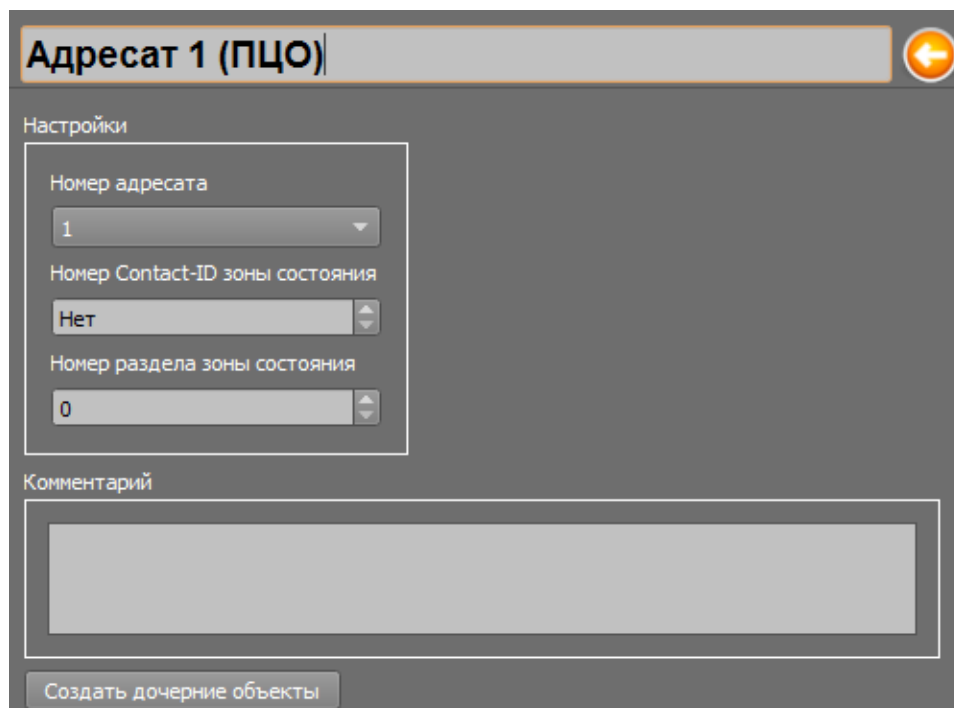 Адресат 1 (ПЦО)
Настройки
Номер адресата
1
Номер Contact-ID зоны состояния
Нет
Номер раздела зоны состояния
0
Комментарий
Создать дочерние объекты